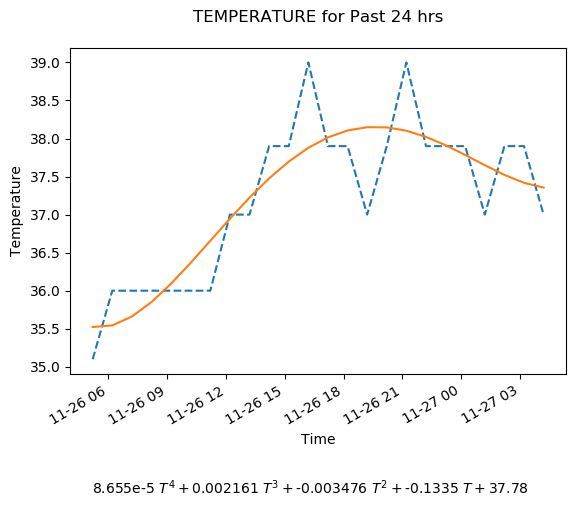 TEMPERATURE for Past 24 hrs
39.0
38.5
38.0
37.5
37.0
36.5
36.0
35.5
35.0
Temperature
11-26 06 11-26 09 11-26 12 11-26 15 11-26 18 11-26 21 11-27 00 11-27 03
Time
8.655e-5 T⁴ + 0.002161 T³ + -0.003476 T² + -0.1335 T + 37.78